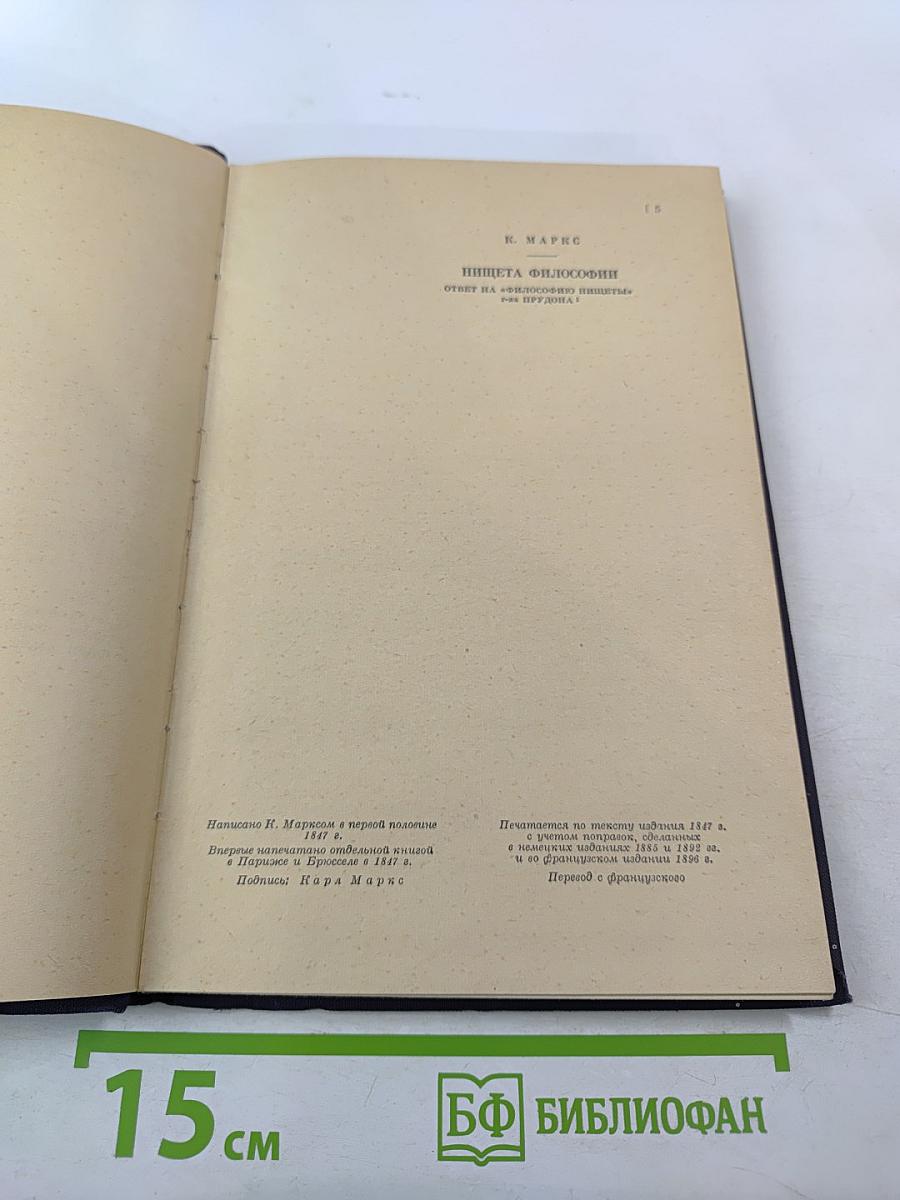 [ 5
К. МАРКС
НИЩЕТА ФИЛОСОФИИ
ОТВЕТ НА «ФИЛОСОФИЮ НИЩЕТЫ»
г-на ПРУДОНА 1
Написано К. Марксом в первой половине
1847 г.
Впервые напечатано отдельной книгой
в Париже и Брюсселе в 1847 г.
Подпись: Карл Маркс
Печатается по тексту издания 1847 г.
с учетом поправок, сделанных
в немецких изданиях 1885 и 1892 гг.
и во французском издании 1896 г.
Перевод с французского
15 см
БФ БИБЛИОФАН